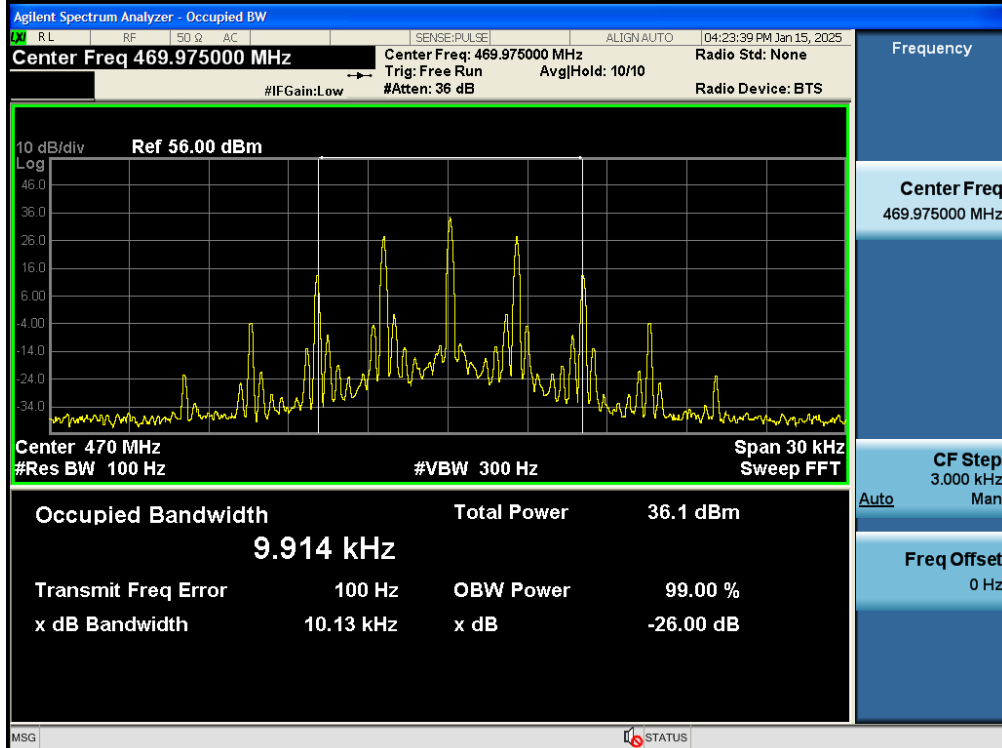 Agilent Spectrum Analyzer - Occupied BW
LXI RL RF 50 Ω AC SENSE:PULSE ALIGN AUTO 04:23:39 PM Jan 15, 2025
Center Freq 469.975000 MHz
Center Freq: 469.975000 MHz Radio Std: None
Trig: Free Run Avg|Hold: 10/10
#IFGain:Low #Atten: 36 dB Radio Device: BTS
10 dB/div Ref 56.00 dBm
Log
46.0
36.0
26.0
16.0
6.00
-4.00
-14.0
-24.0
-34.0
Center 470 MHz Span 30 kHz
#Res BW 100 Hz #VBW 300 Hz Sweep FFT
Occupied Bandwidth Total Power 36.1 dBm
9.914 kHz
Transmit Freq Error 100 Hz OBW Power 99.00 %
x dB Bandwidth 10.13 kHz x dB -26.00 dB
Frequency
Center Freq
469.975000 MHz
CF Step
3.000 kHz
Auto Man
Freq Offset
0 Hz
MSG STATUS